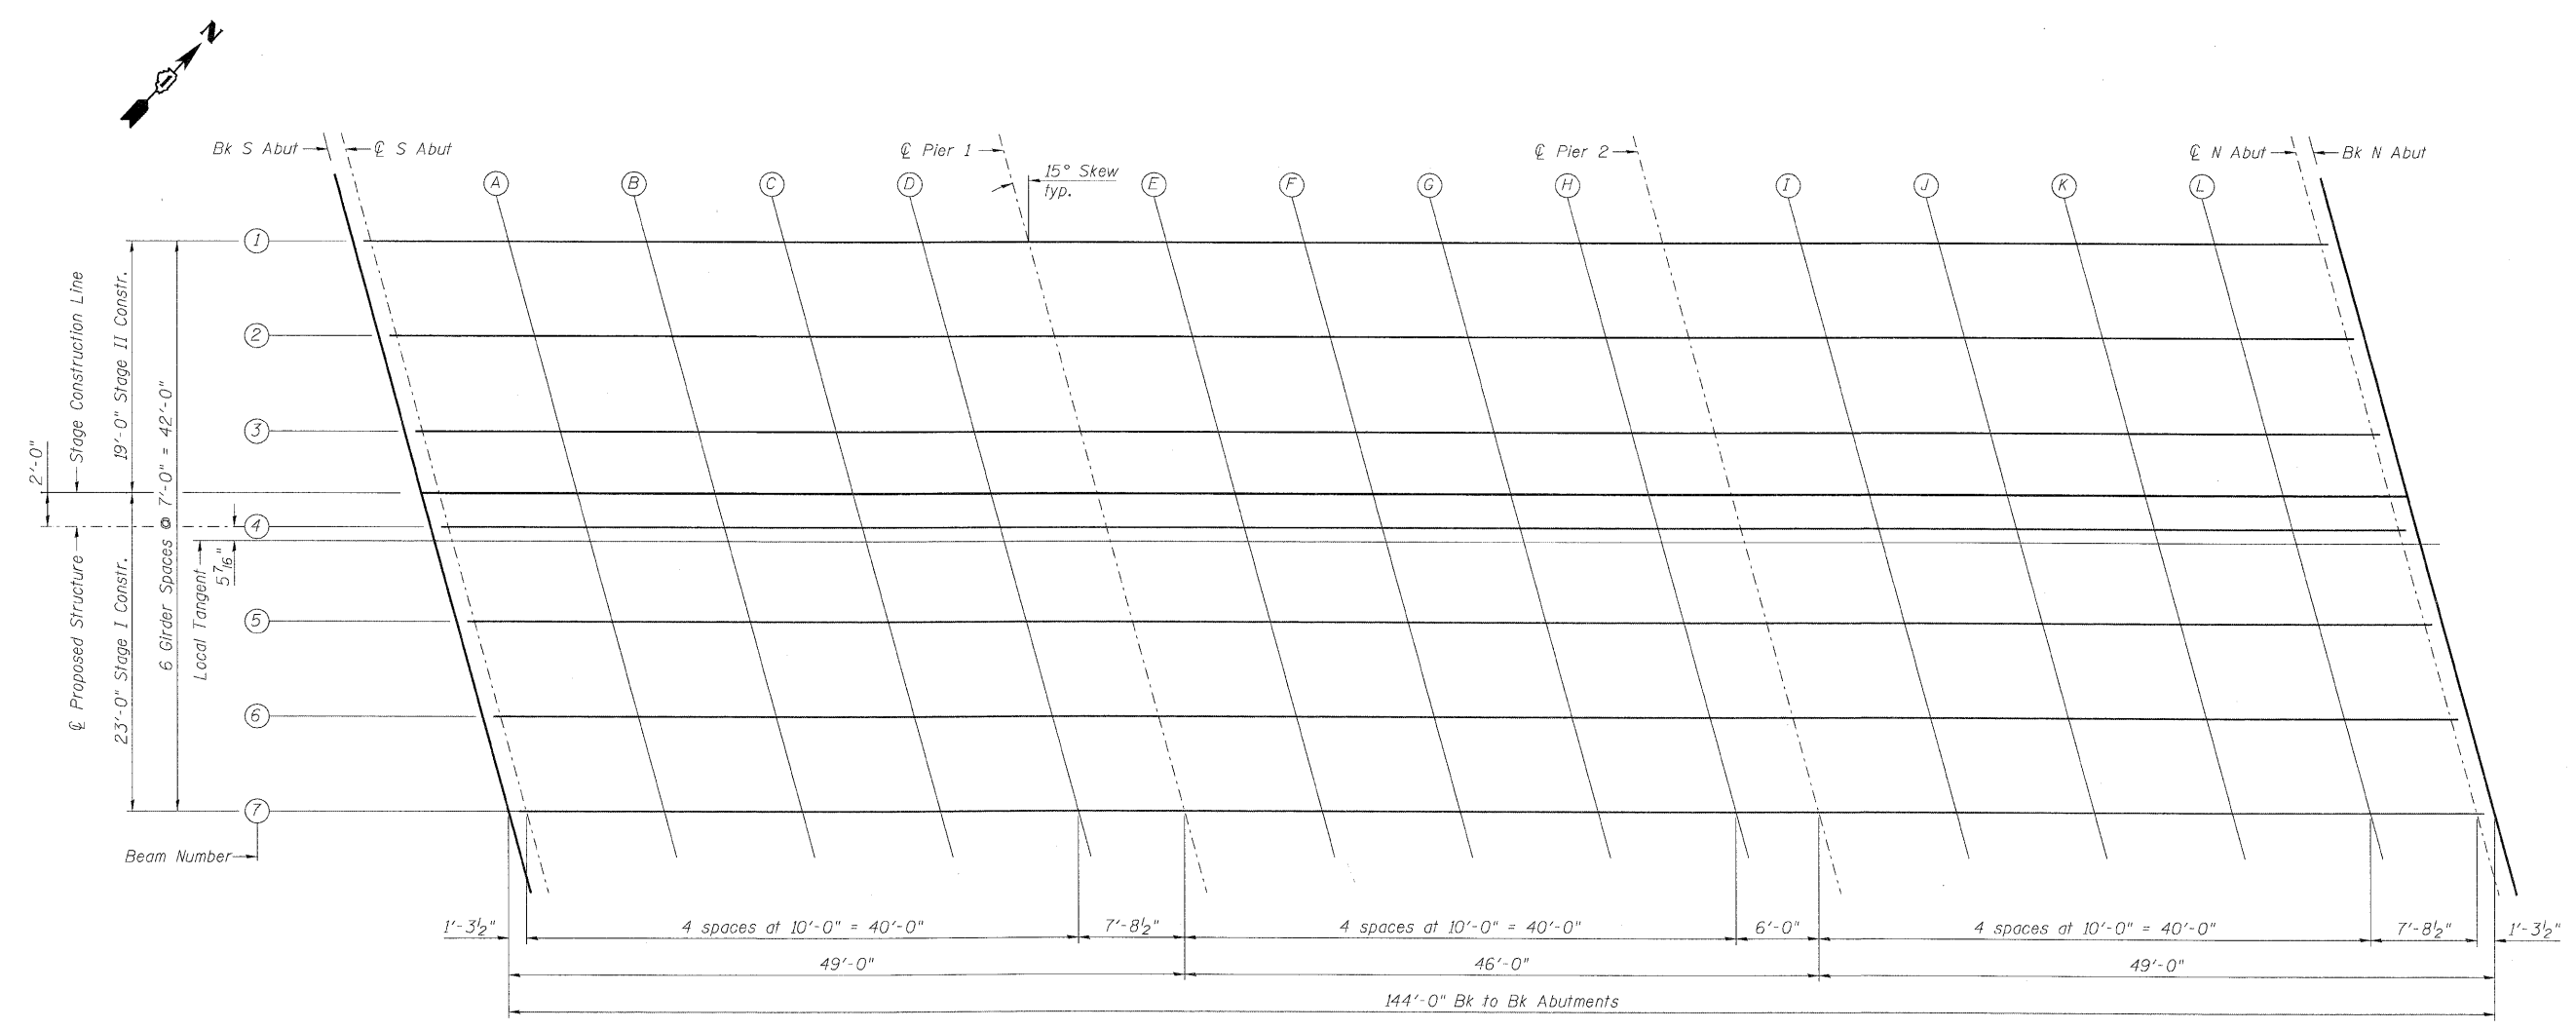 N
Bk S Abut
℄ S Abut
℄ Pier 1
15° Skew
typ.
℄ Pier 2
℄ N Abut
Bk N Abut
A
B
C
D
E
F
G
H
I
J
K
L
1
2
3
4
5
6
7
2'-0"
Stage Construction Line
19'-0" Stage II Constr.
6 Girder Spaces @ 7'-0" = 42'-0"
℄ Proposed Structure
23'-0" Stage I Constr.
Local Tangent
5 7/16"
Beam Number
1'-3½"
4 spaces at 10'-0" = 40'-0"
7'-8½"
4 spaces at 10'-0" = 40'-0"
6'-0"
4 spaces at 10'-0" = 40'-0"
7'-8½"
1'-3½"
49'-0"
46'-0"
49'-0"
144'-0" Bk to Bk Abutments